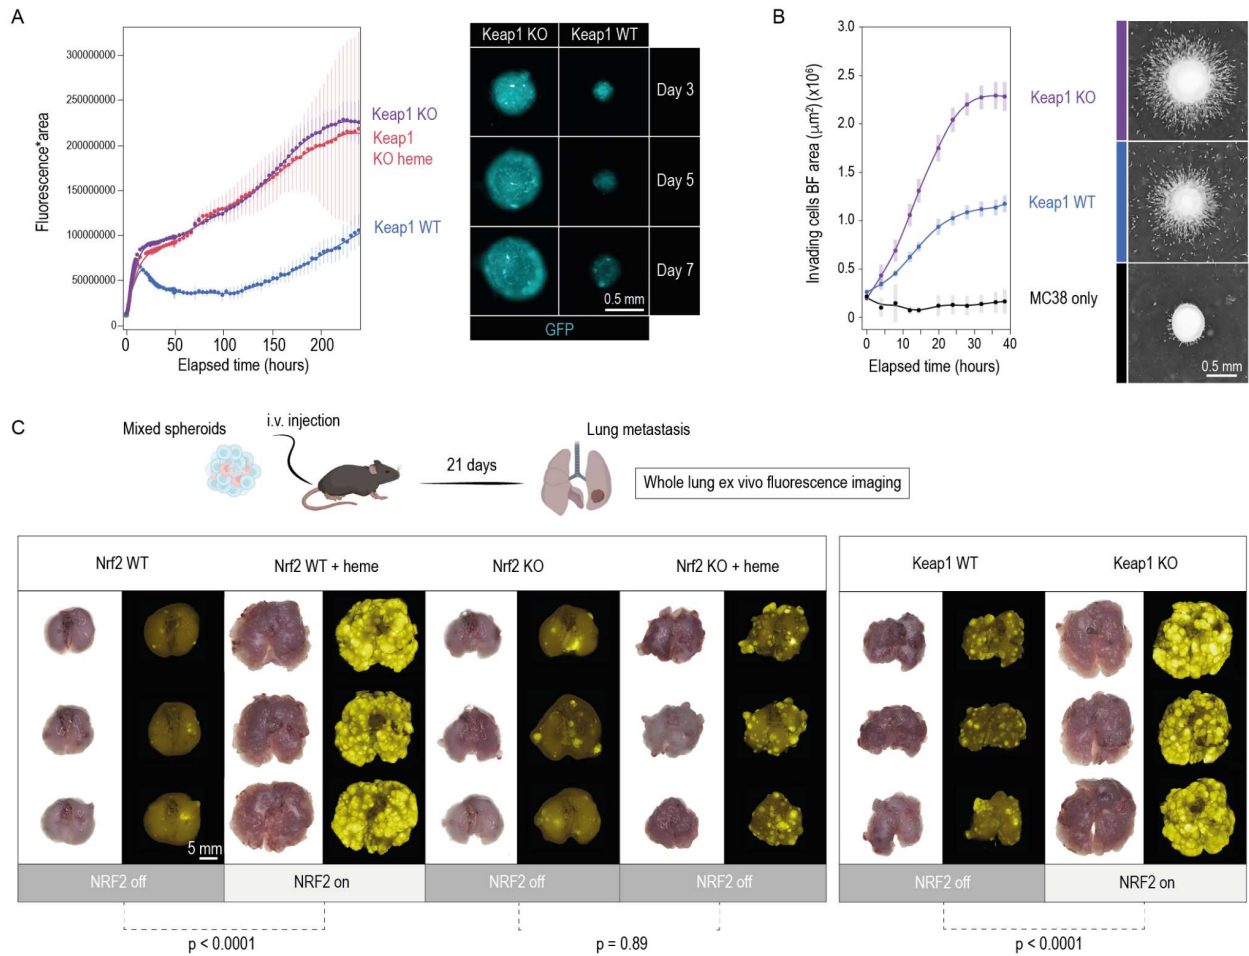 A
Fluorescence*area
300000000
250000000
200000000
150000000
100000000
50000000
0
0
50
100
150
200
Elapsed time (hours)
Keap1 KO
Keap1
KO heme
Keap1 WT
Keap1 KO
Keap1 WT
Day 3
Day 5
Day 7
0.5 mm
GFP
B
Invading cells BF area (μm²) (x10⁶)
3.0
2.5
2.0
1.5
1.0
0.5
0
0
10
20
30
40
Elapsed time (hours)
Keap1 KO
Keap1 WT
MC38 only
0.5 mm
C
Mixed spheroids
i.v. injection
21 days
Lung metastasis
Whole lung ex vivo fluorescence imaging
Nrf2 WT
Nrf2 WT + heme
Nrf2 KO
Nrf2 KO + heme
Keap1 WT
Keap1 KO
5 mm
NRF2 off
NRF2 on
NRF2 off
NRF2 off
NRF2 off
NRF2 on
p < 0.0001
p = 0.89
p < 0.0001